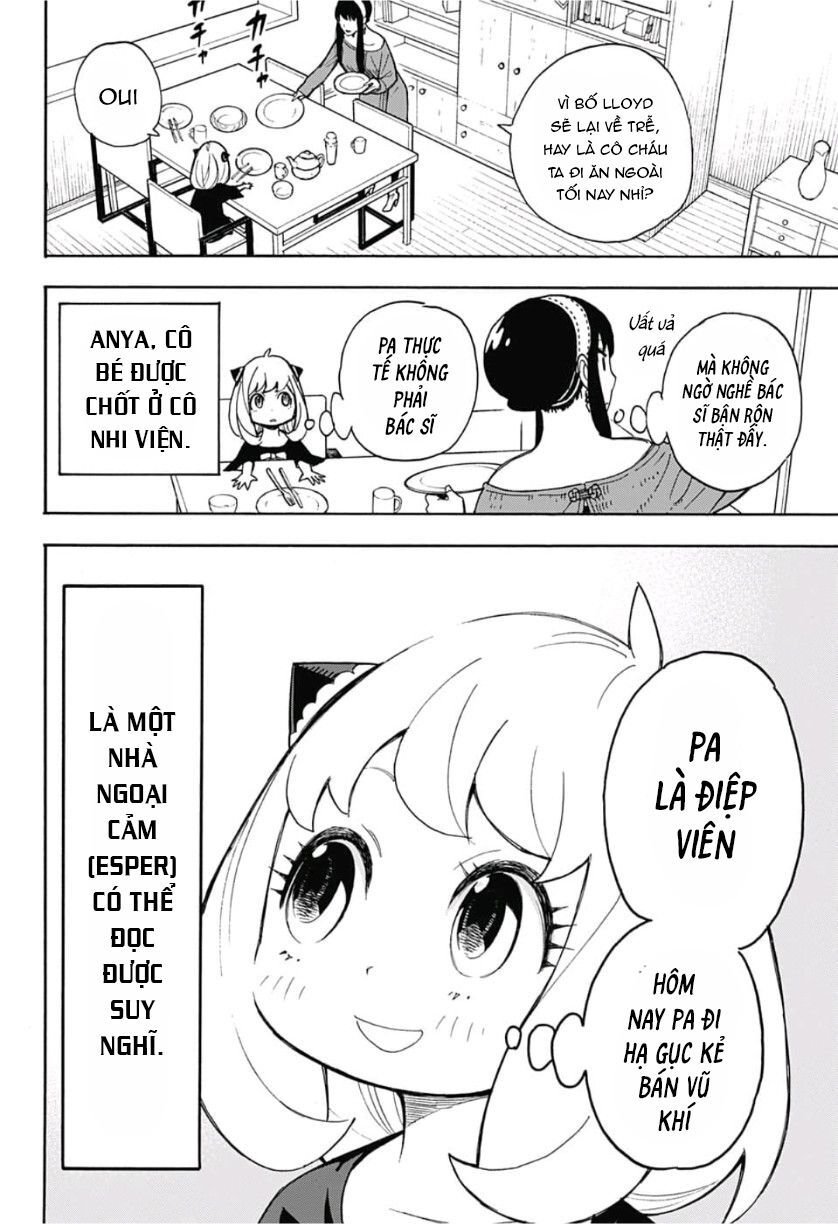 VÌ BỐ LLOYD
SẼ LẠI VỀ TRỄ,
HAY LÀ CÔ CHÁU
TA ĐI ĂN NGOÀI
TỐI NAY NHỈ?
カチャ
カチャ
OUI
MÀ KHÔNG
NGỜ NGHỀ BÁC
SĨ BẬN RỘN
THẬT ĐẤY.
Vất vả
quá
PA THỰC
TẾ KHÔNG
PHẢI
BÁC SĨ
ANYA, CÔ
BÉ ĐƯỢC
CHỐT Ở CÔ
NHI VIỆN.
PA
LÀ ĐIỆP
VIÊN
HÔM
NAY PA ĐI
HẠ GỤC KẺ
BÁN VŨ
KHÍ
LÀ MỘT
NHÀ
NGOẠI
CẢM
(ESPER)
CÓ THỂ
ĐỌC
ĐƯỢC
SUY
NGHĨ.